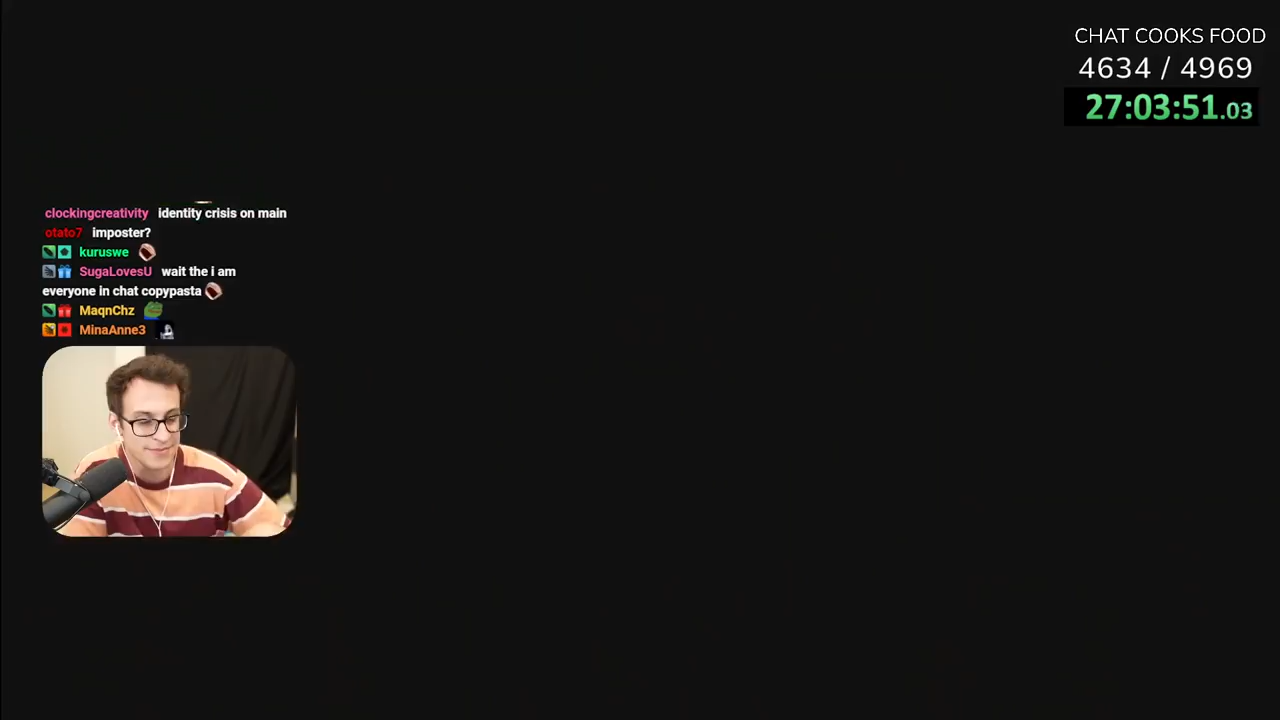 CHAT COOKS FOOD
4634 / 4969
27:03:51.03
clockingcreativity identity crisis on main
otato7 imposter?
kuruswe
SugaLovesU wait the i am
everyone in chat copypasta
MaqnChz
MinaAnne3